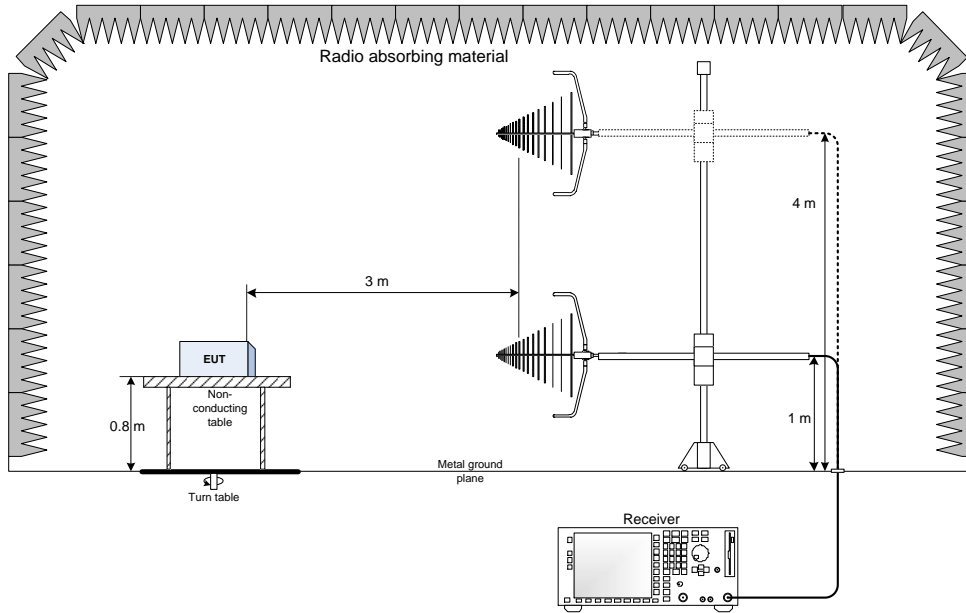 Radio absorbing material
4 m
3 m
EUT
Non-
conducting
table
0.8 m
1 m
Metal ground
plane
Turn table
Receiver